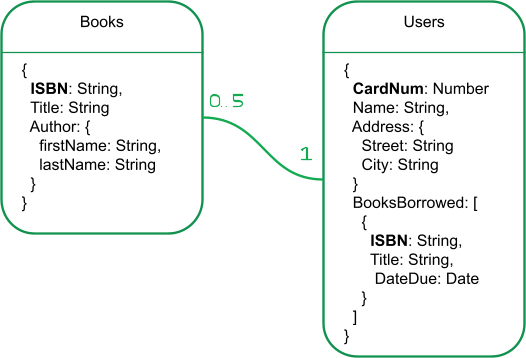 Books
{
ISBN: String,
Title: String
Author: {
firstName: String,
lastName: String
}
}
0..5
1
Users
{
CardNum: Number
Name: String,
Address: {
Street: String
City: String
}
BooksBorrowed: [
{
ISBN: String,
Title: String,
DateDue: Date
}
]
}